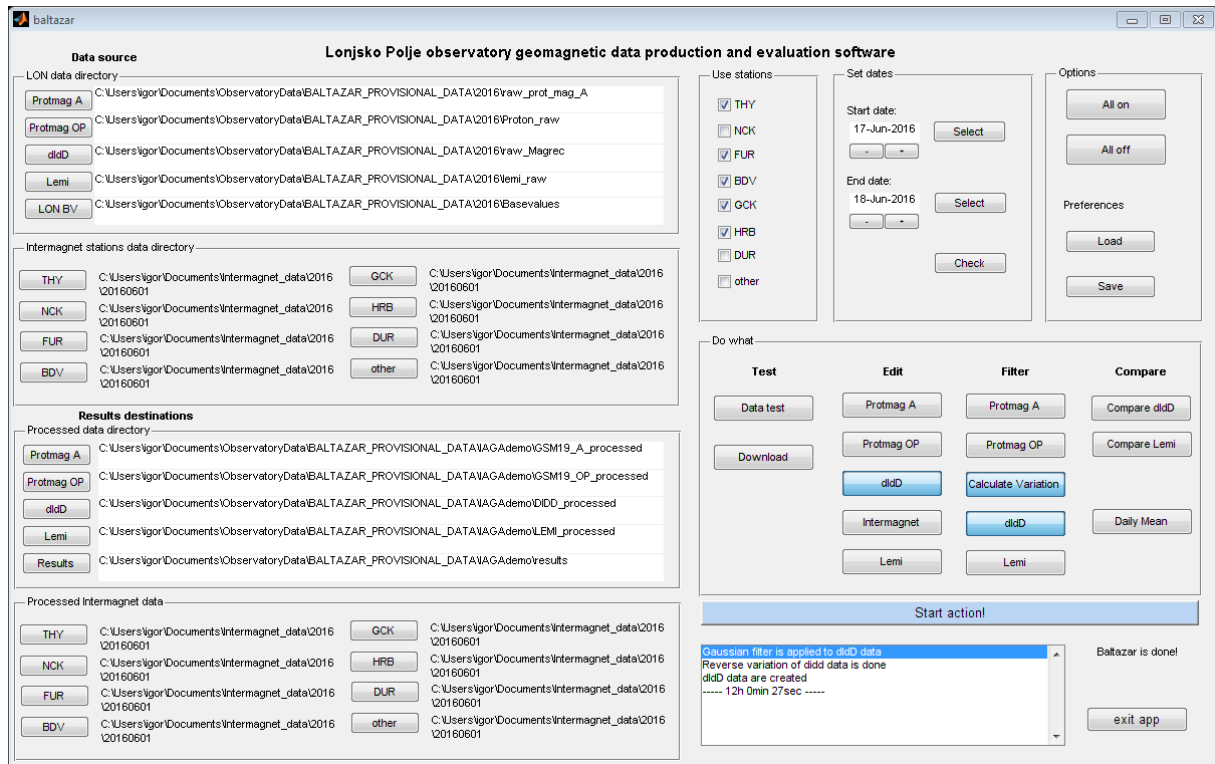 baltazar
Lonjsko Polje observatory geomagnetic data production and evaluation software
Data source
LON data directory
Protmag A C:\Users\igor\Documents\ObservatoryData\BALTAZAR_PROVISIONAL_DATA\2016\raw_prot_mag_A
Protmag OP C:\Users\igor\Documents\ObservatoryData\BALTAZAR_PROVISIONAL_DATA\2016\Proton_raw
dIdD C:\Users\igor\Documents\ObservatoryData\BALTAZAR_PROVISIONAL_DATA\2016\raw_Magrec
Lemi C:\Users\igor\Documents\ObservatoryData\BALTAZAR_PROVISIONAL_DATA\2016\lemi_raw
LON BV C:\Users\igor\Documents\ObservatoryData\BALTAZAR_PROVISIONAL_DATA\2016\Basevalues
Intermagnet stations data directory
THY C:\Users\igor\Documents\Intermagnet_data\2016
\20160601
NCK C:\Users\igor\Documents\Intermagnet_data\2016
\20160601
FUR C:\Users\igor\Documents\Intermagnet_data\2016
\20160601
BDV C:\Users\igor\Documents\Intermagnet_data\2016
\20160601
GCK C:\Users\igor\Documents\Intermagnet_data\2016
\20160601
HRB C:\Users\igor\Documents\Intermagnet_data\2016
\20160601
DUR C:\Users\igor\Documents\Intermagnet_data\2016
\20160601
other C:\Users\igor\Documents\Intermagnet_data\2016
\20160601
Results destinations
Processed data directory
Protmag A C:\Users\igor\Documents\ObservatoryData\BALTAZAR_PROVISIONAL_DATA\IAGAdemo\GSM19_A_processed
Protmag OP C:\Users\igor\Documents\ObservatoryData\BALTAZAR_PROVISIONAL_DATA\IAGAdemo\GSM19_OP_processed
dIdD C:\Users\igor\Documents\ObservatoryData\BALTAZAR_PROVISIONAL_DATA\IAGAdemo\DIDD_processed
Lemi C:\Users\igor\Documents\ObservatoryData\BALTAZAR_PROVISIONAL_DATA\IAGAdemo\LEMI_processed
Results C:\Users\igor\Documents\ObservatoryData\BALTAZAR_PROVISIONAL_DATA\IAGAdemo\results
Processed Intermagnet data
THY C:\Users\igor\Documents\Intermagnet_data\2016
\20160601
NCK C:\Users\igor\Documents\Intermagnet_data\2016
\20160601
FUR C:\Users\igor\Documents\Intermagnet_data\2016
\20160601
BDV C:\Users\igor\Documents\Intermagnet_data\2016
\20160601
GCK C:\Users\igor\Documents\Intermagnet_data\2016
\20160601
HRB C:\Users\igor\Documents\Intermagnet_data\2016
\20160601
DUR C:\Users\igor\Documents\Intermagnet_data\2016
\20160601
other C:\Users\igor\Documents\Intermagnet_data\2016
\20160601
Use stations
THY
NCK
FUR
BDV
GCK
HRB
DUR
other
Set dates
Start date:
17-Jun-2016 Select
- +
End date:
18-Jun-2016 Select
- +
Check
Options
All on
All off
Preferences
Load
Save
Do what
Test Edit Filter Compare
Data test Protmag A Protmag A Compare dIdD
Download Protmag OP Protmag OP Compare Lemi
dIdD Calculate Variation
Intermagnet dIdD Daily Mean
Lemi Lemi
Start action!
Gaussian filter is applied to dIdD data
Reverse variation of didd data is done
dIdD data are created
----- 12h 0min 27sec -----
Baltazar is done!
exit app